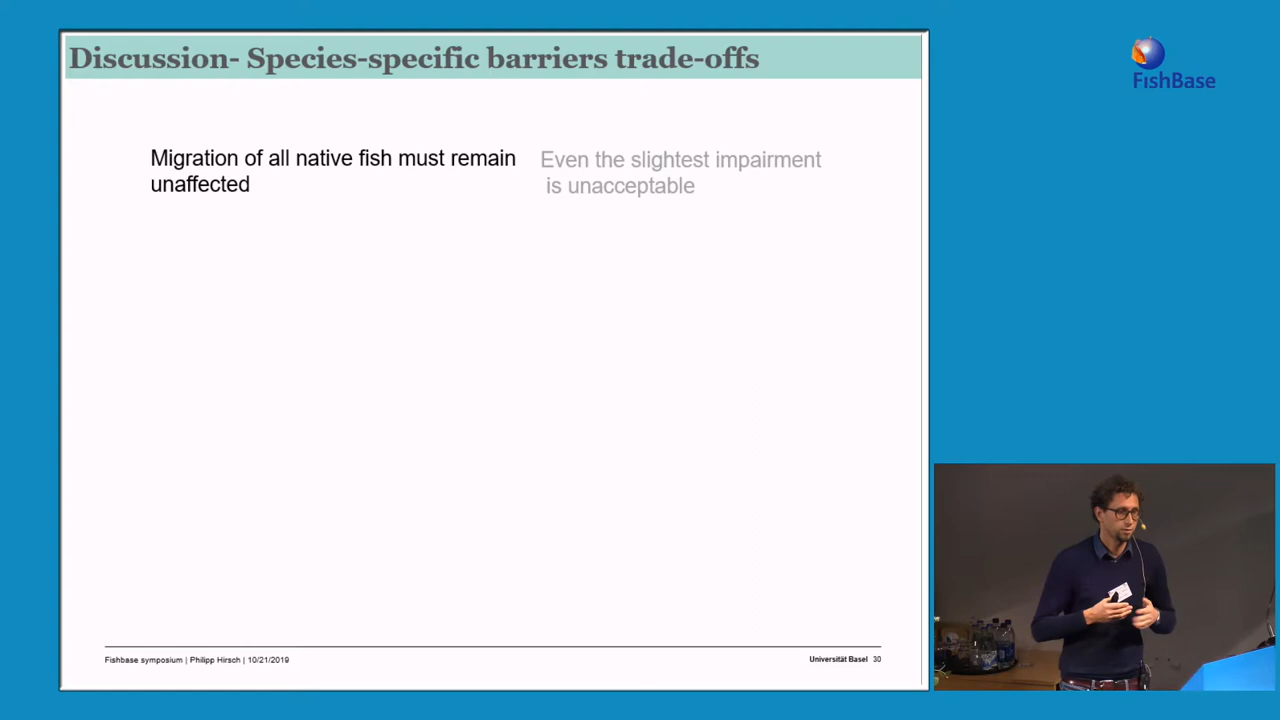 Discussion- Species-specific barriers trade-offs
FishBase
Migration of all native fish must remain
unaffected
Even the slightest impairment
is unacceptable
Fishbase symposium | Philipp Hirsch | 10/21/2019
Universität Basel 30